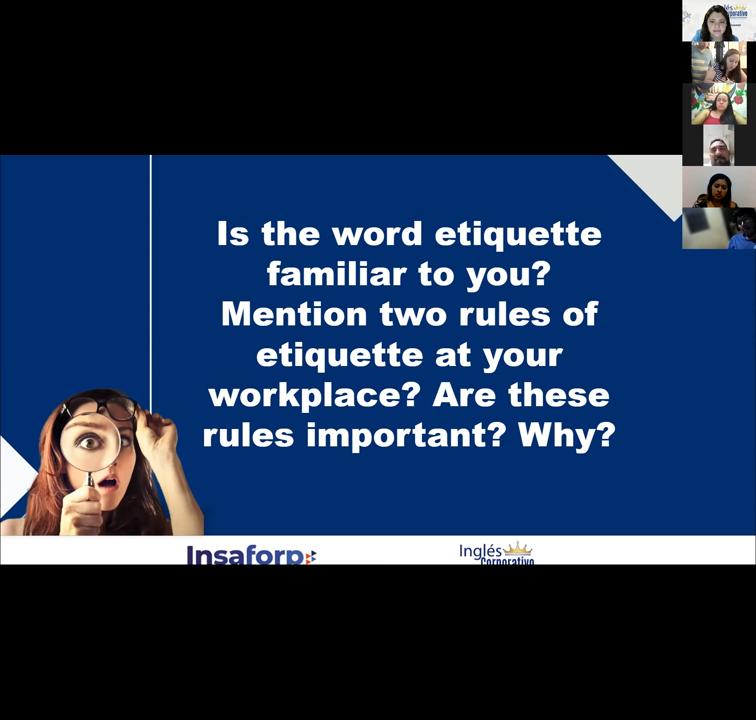 Is the word etiquette
familiar to you?
Mention two rules of
etiquette at your
workplace? Are these
rules important? Why?
Insaforp
Inglés
Corporativo